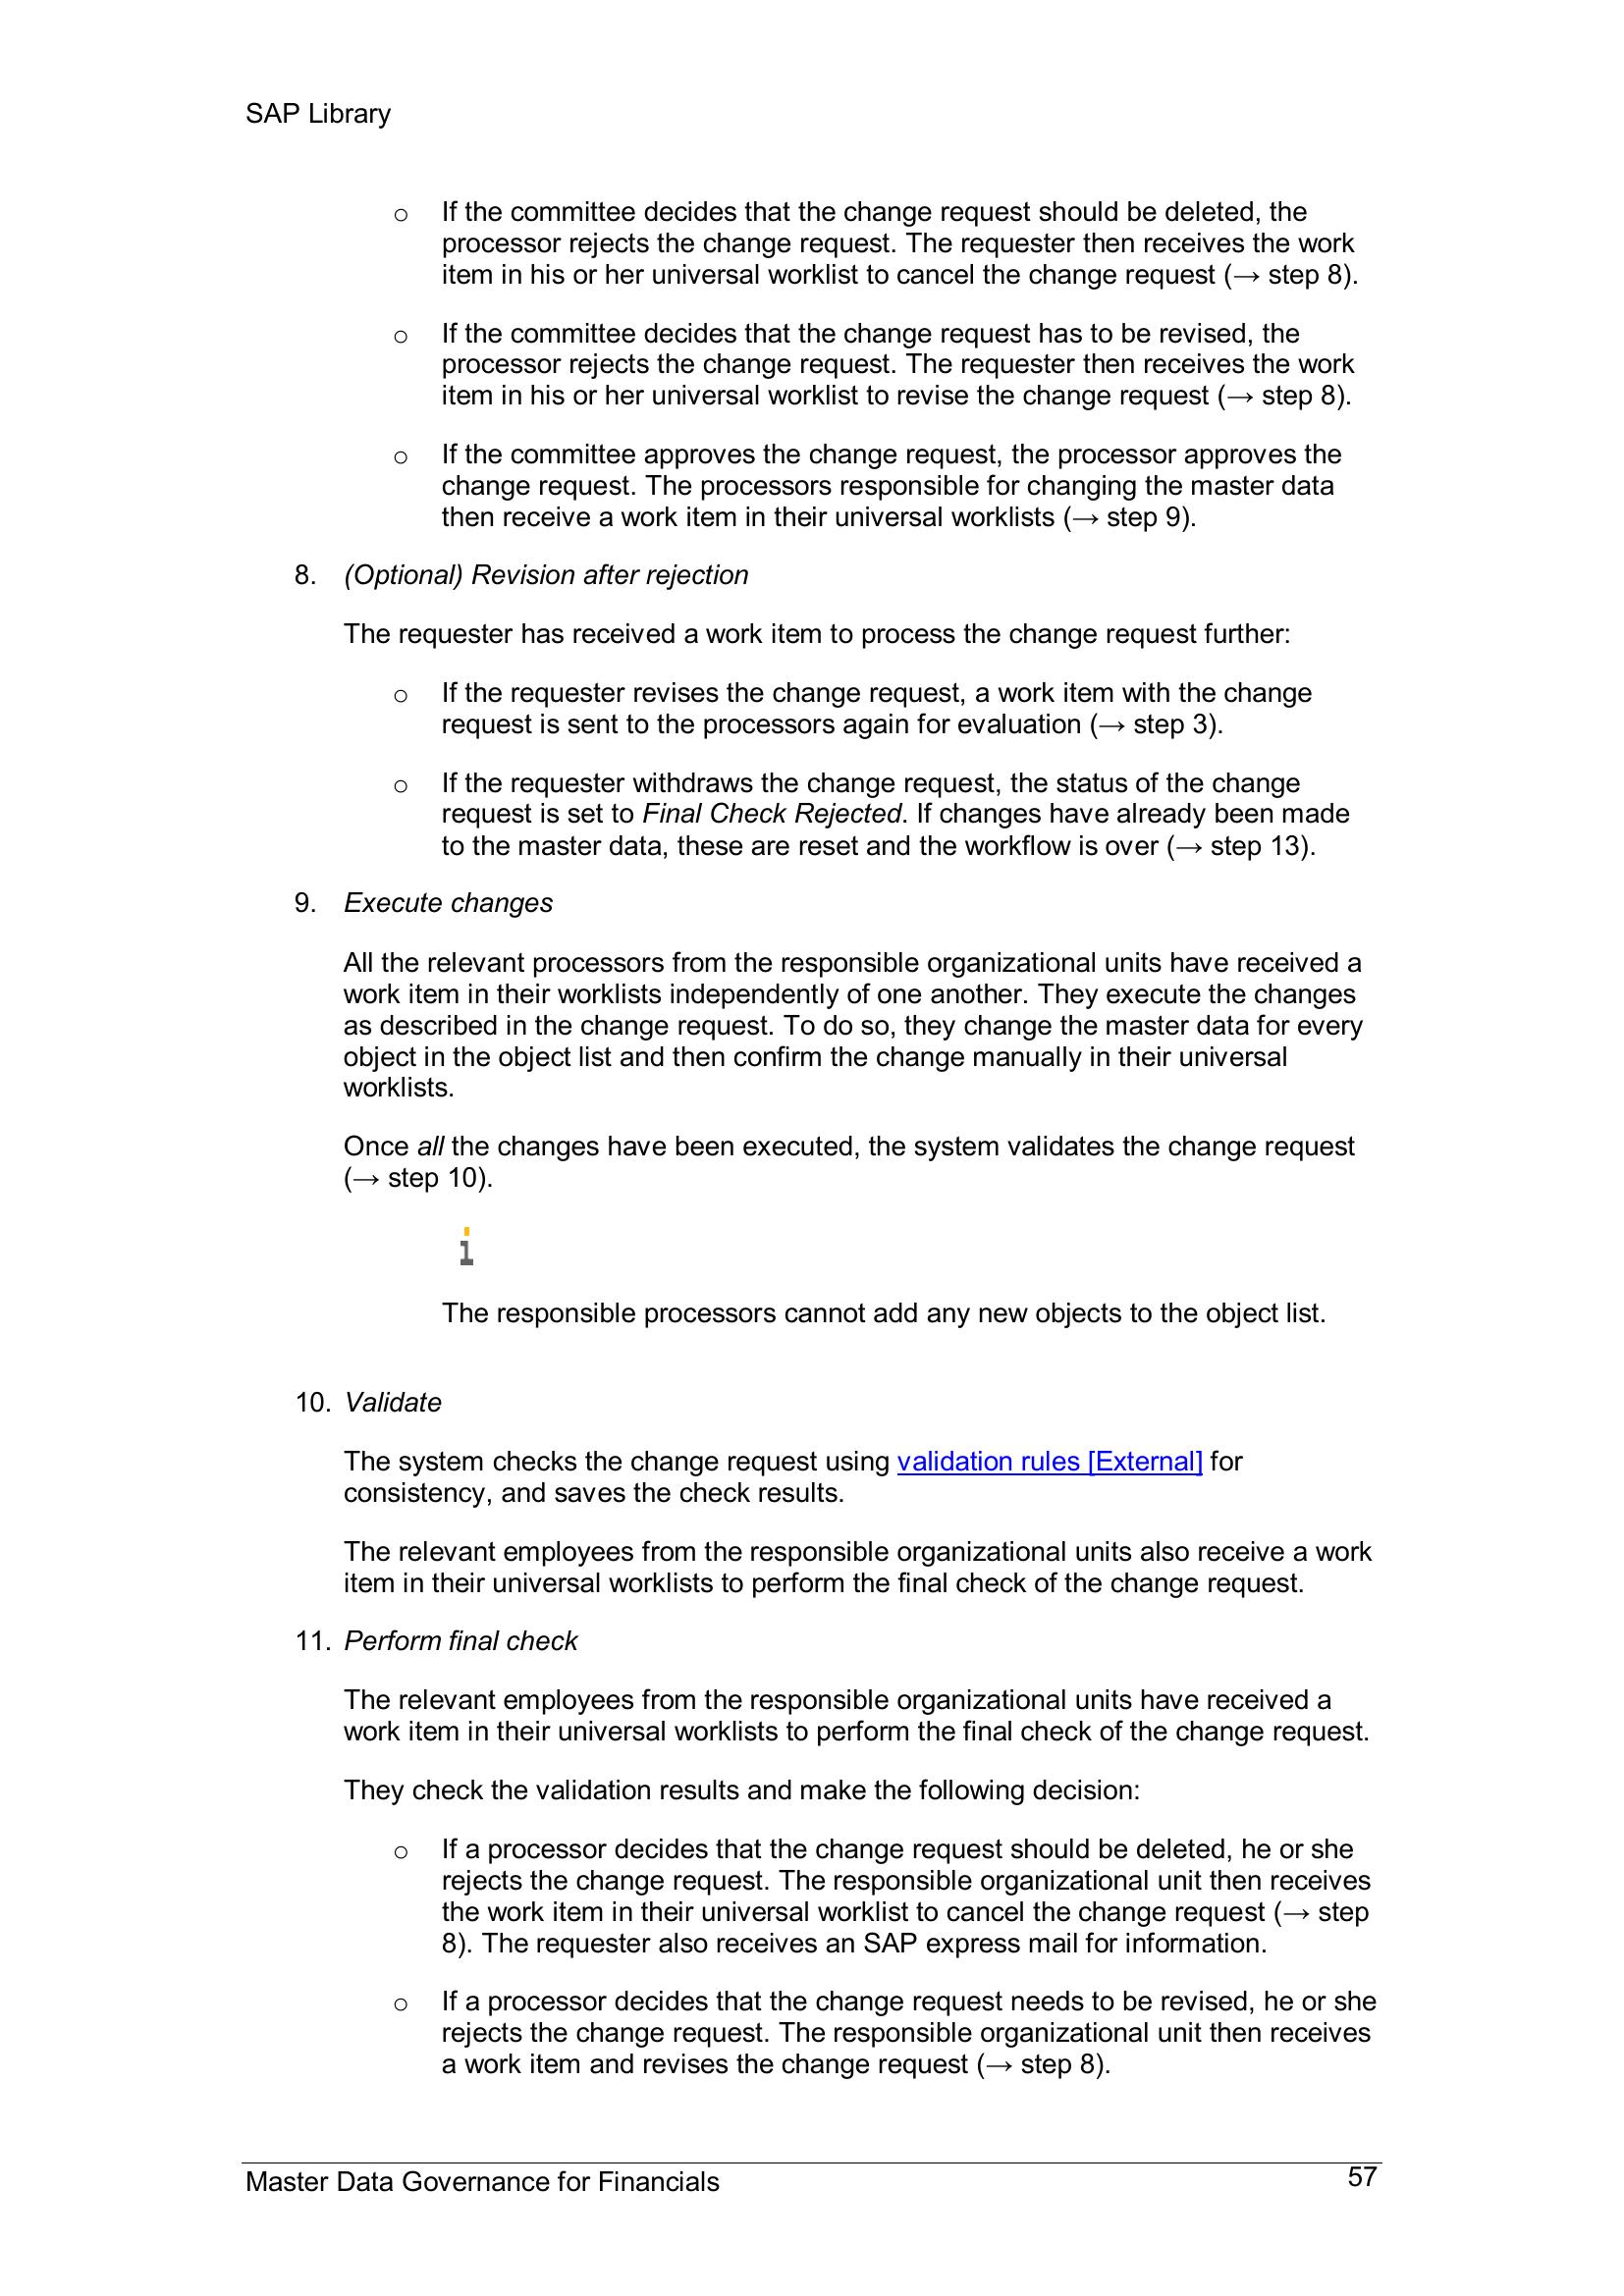 SAP Library
o If the committee decides that the change request should be deleted, the
processor rejects the change request. The requester then receives the work
item in his or her universal worklist to cancel the change request (→ step 8).
o If the committee decides that the change request has to be revised, the
processor rejects the change request. The requester then receives the work
item in his or her universal worklist to revise the change request (→ step 8).
o If the committee approves the change request, the processor approves the
change request. The processors responsible for changing the master data
then receive a work item in their universal worklists (→ step 9).
8. (Optional) Revision after rejection
The requester has received a work item to process the change request further:
o If the requester revises the change request, a work item with the change
request is sent to the processors again for evaluation (→ step 3).
o If the requester withdraws the change request, the status of the change
request is set to Final Check Rejected. If changes have already been made
to the master data, these are reset and the workflow is over (→ step 13).
9. Execute changes
All the relevant processors from the responsible organizational units have received a
work item in their worklists independently of one another. They execute the changes
as described in the change request. To do so, they change the master data for every
object in the object list and then confirm the change manually in their universal
worklists.
Once all the changes have been executed, the system validates the change request
(→ step 10).
i
The responsible processors cannot add any new objects to the object list.
10. Validate
The system checks the change request using validation rules [External] for
consistency, and saves the check results.
The relevant employees from the responsible organizational units also receive a work
item in their universal worklists to perform the final check of the change request.
11. Perform final check
The relevant employees from the responsible organizational units have received a
work item in their universal worklists to perform the final check of the change request.
They check the validation results and make the following decision:
o If a processor decides that the change request should be deleted, he or she
rejects the change request. The responsible organizational unit then receives
the work item in their universal worklist to cancel the change request (→ step
8). The requester also receives an SAP express mail for information.
o If a processor decides that the change request needs to be revised, he or she
rejects the change request. The responsible organizational unit then receives
a work item and revises the change request (→ step 8).
Master Data Governance for Financials 57